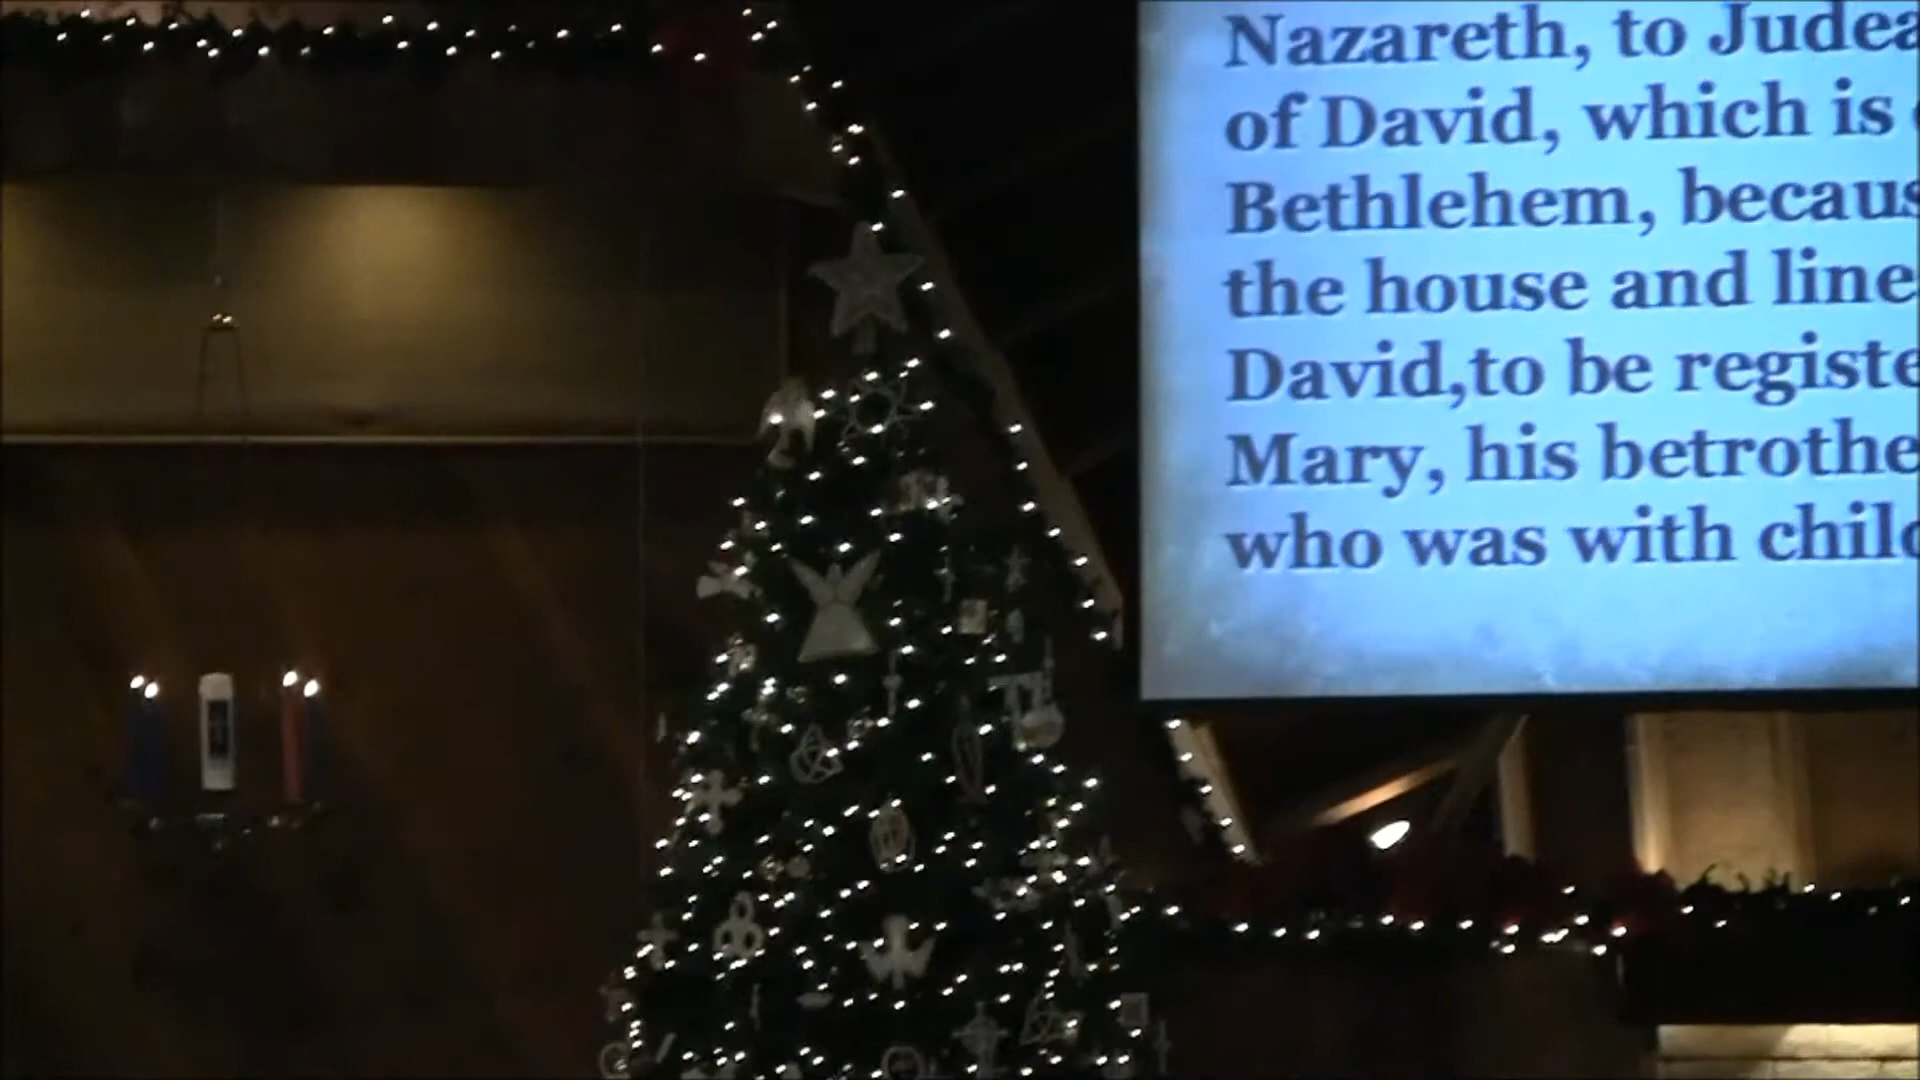 Nazareth, to Judea
of David, which is
Bethlehem, becaus
the house and line
David,to be registe
Mary, his betrothe
who was with child